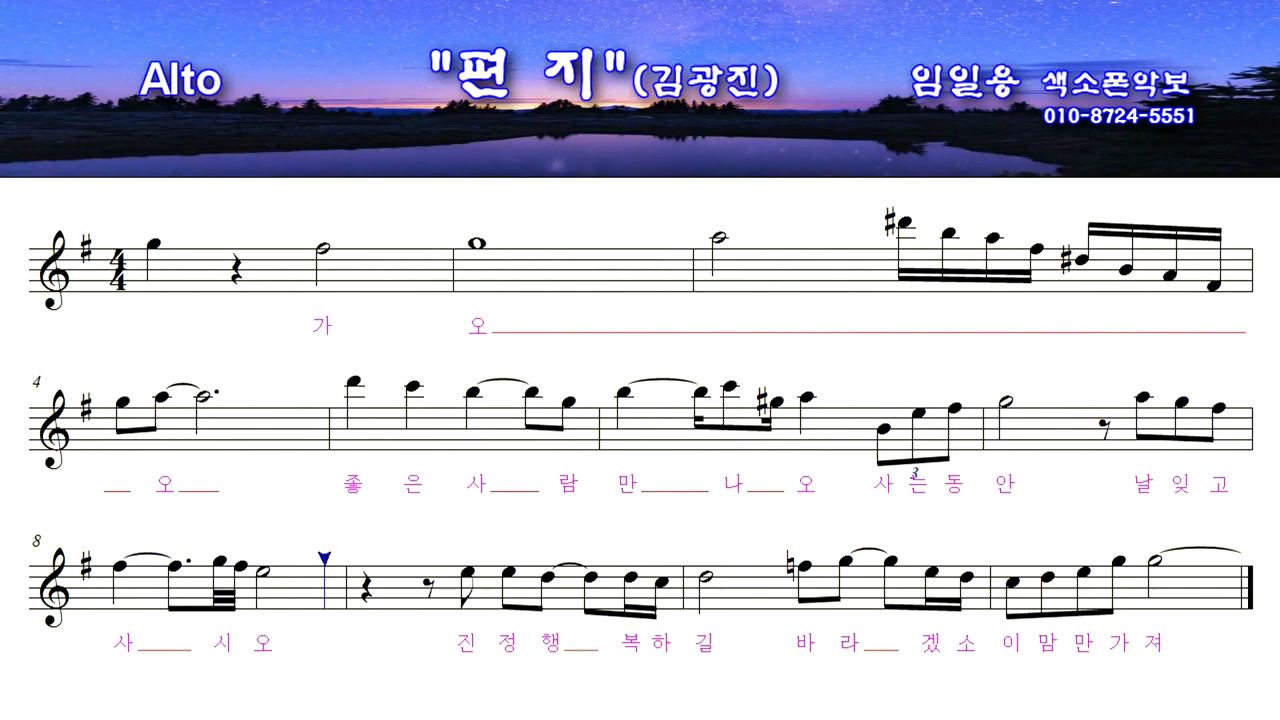 Alto "편 지"(김광진) 임일용 색소폰악보
010-8724-5551
가 오
4
오 좋 은 사 람 만 나 오 사 는 동 안 날 잊 고
3
8
사 시 오 진 정 행 복 하 길 바 라 겠 소 이 맘 만 가 져